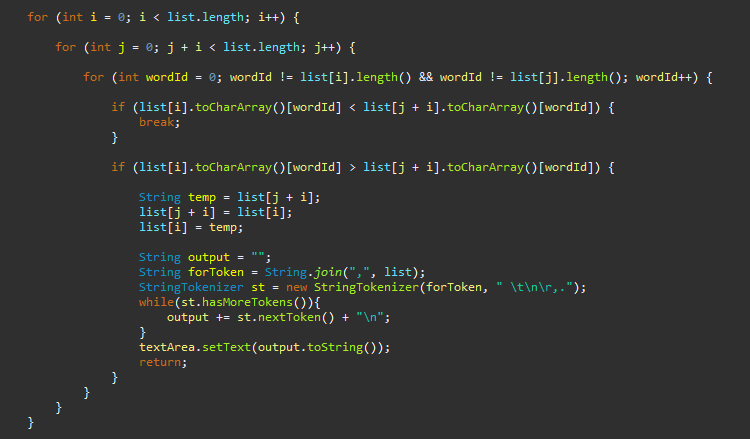 for (int i = 0; i < list.length; i++) {
for (int j = 0; j + i < list.length; j++) {
for (int wordId = 0; wordId != list[i].length() && wordId != list[j].length(); wordId++) {
if (list[i].toCharArray()[wordId] < list[j + i].toCharArray()[wordId]) {
break;
}
if (list[i].toCharArray()[wordId] > list[j + i].toCharArray()[wordId]) {
String temp = list[j + i];
list[j + i] = list[i];
list[i] = temp;
String output = "";
String forToken = String.join(",", list);
StringTokenizer st = new StringTokenizer(forToken, " \t\n\r,.");
while(st.hasMoreTokens()){
output += st.nextToken() + "\n";
}
textArea.setText(output.toString());
return;
}
}
}
}